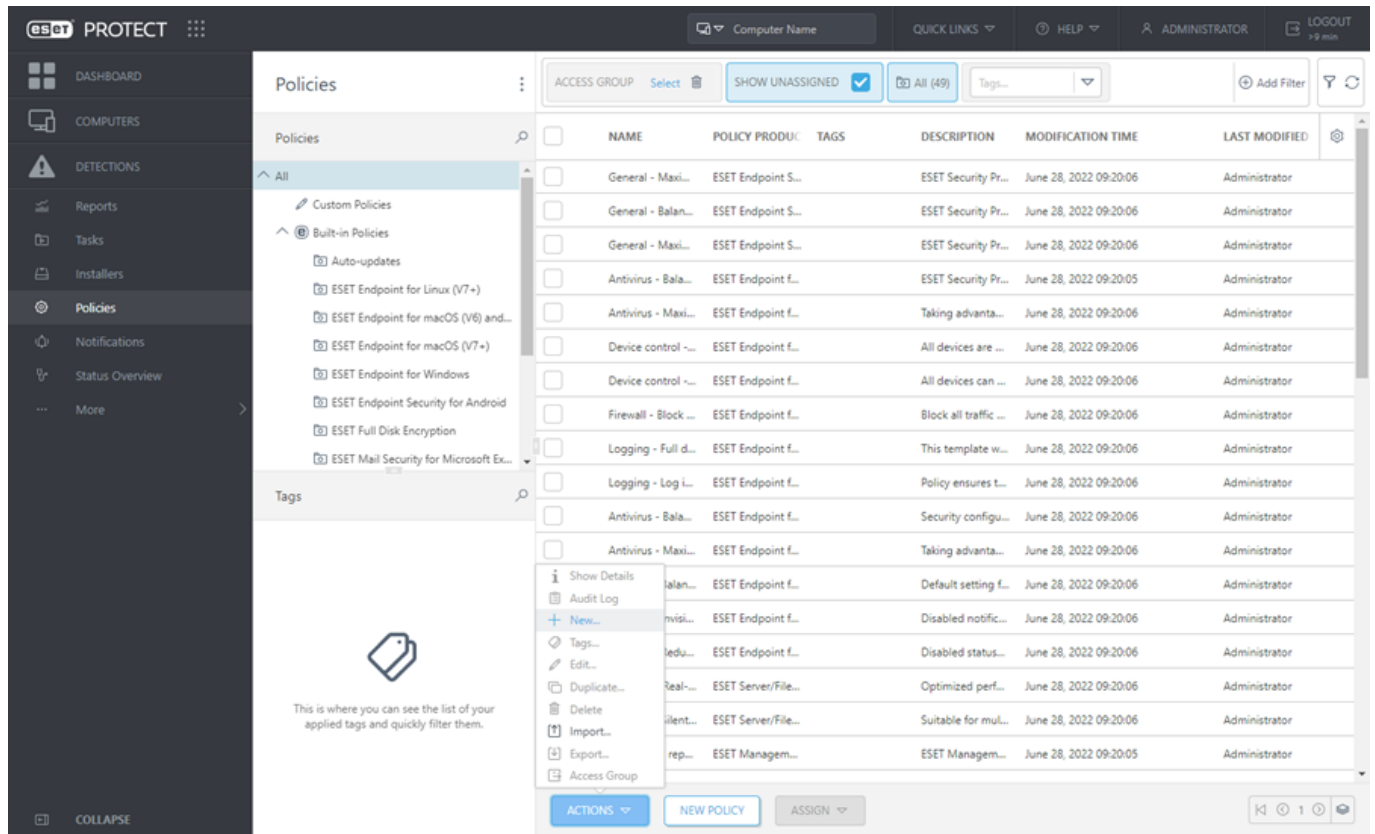 eset PROTECT
Computer Name
QUICK LINKS
HELP
ADMINISTRATOR
LOGOUT
>9 min
DASHBOARD
COMPUTERS
DETECTIONS
Reports
Tasks
Installers
Policies
Notifications
Status Overview
More
COLLAPSE
Policies
Policies
All
Custom Policies
Built-in Policies
Auto-updates
ESET Endpoint for Linux (V7+)
ESET Endpoint for macOS (V6) and...
ESET Endpoint for macOS (V7+)
ESET Endpoint for Windows
ESET Endpoint Security for Android
ESET Full Disk Encryption
ESET Mail Security for Microsoft Ex...
Tags
This is where you can see the list of your
applied tags and quickly filter them.
ACCESS GROUP Select SHOW UNASSIGNED All (49) Tags... Add Filter
NAME POLICY PRODUC TAGS DESCRIPTION MODIFICATION TIME LAST MODIFIED
General - Maxi... ESET Endpoint S... ESET Security Pr... June 28, 2022 09:20:06 Administrator
General - Balan... ESET Endpoint S... ESET Security Pr... June 28, 2022 09:20:06 Administrator
General - Maxi... ESET Endpoint S... ESET Security Pr... June 28, 2022 09:20:06 Administrator
Antivirus - Bala... ESET Endpoint f... ESET Security Pr... June 28, 2022 09:20:05 Administrator
Antivirus - Maxi... ESET Endpoint f... Taking advanta... June 28, 2022 09:20:06 Administrator
Device control -... ESET Endpoint f... All devices are ... June 28, 2022 09:20:06 Administrator
Device control -... ESET Endpoint f... All devices can ... June 28, 2022 09:20:06 Administrator
Firewall - Block ... ESET Endpoint f... Block all traffic ... June 28, 2022 09:20:06 Administrator
Logging - Full d... ESET Endpoint f... This template w... June 28, 2022 09:20:06 Administrator
Logging - Log i... ESET Endpoint f... Policy ensures t... June 28, 2022 09:20:06 Administrator
Antivirus - Bala... ESET Endpoint f... Security configu... June 28, 2022 09:20:06 Administrator
Antivirus - Maxi... ESET Endpoint f... Taking advanta... June 28, 2022 09:20:06 Administrator
alan... ESET Endpoint f... Default setting f... June 28, 2022 09:20:06 Administrator
nvisi... ESET Endpoint f... Disabled notific... June 28, 2022 09:20:06 Administrator
Redu... ESET Endpoint f... Disabled status... June 28, 2022 09:20:06 Administrator
Real-... ESET Server/File... Optimized perf... June 28, 2022 09:20:06 Administrator
ilent... ESET Server/File... Suitable for mul... June 28, 2022 09:20:06 Administrator
rep... ESET Managem... ESET Managem... June 28, 2022 09:20:05 Administrator
Show Details
Audit Log
New...
Tags...
Edit...
Duplicate...
Delete
Import...
Export...
Access Group
ACTIONS NEW POLICY ASSIGN 1